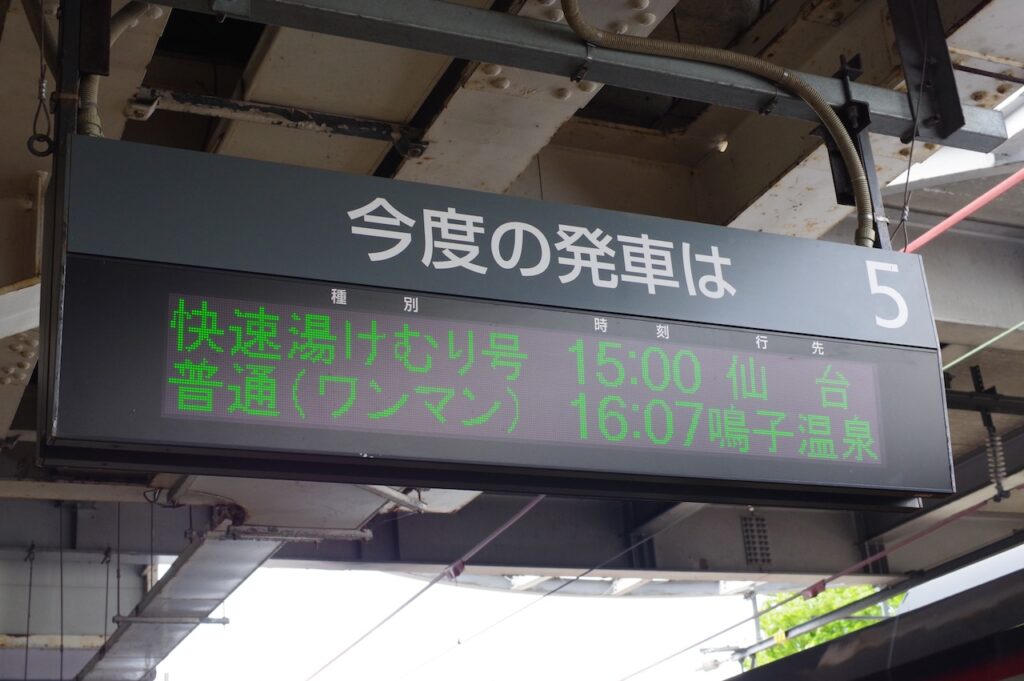 今度の発車は 5
種別 時刻 行先
快速湯けむり号 15:00 仙台
普通(ワンマン) 16:07 鳴子温泉